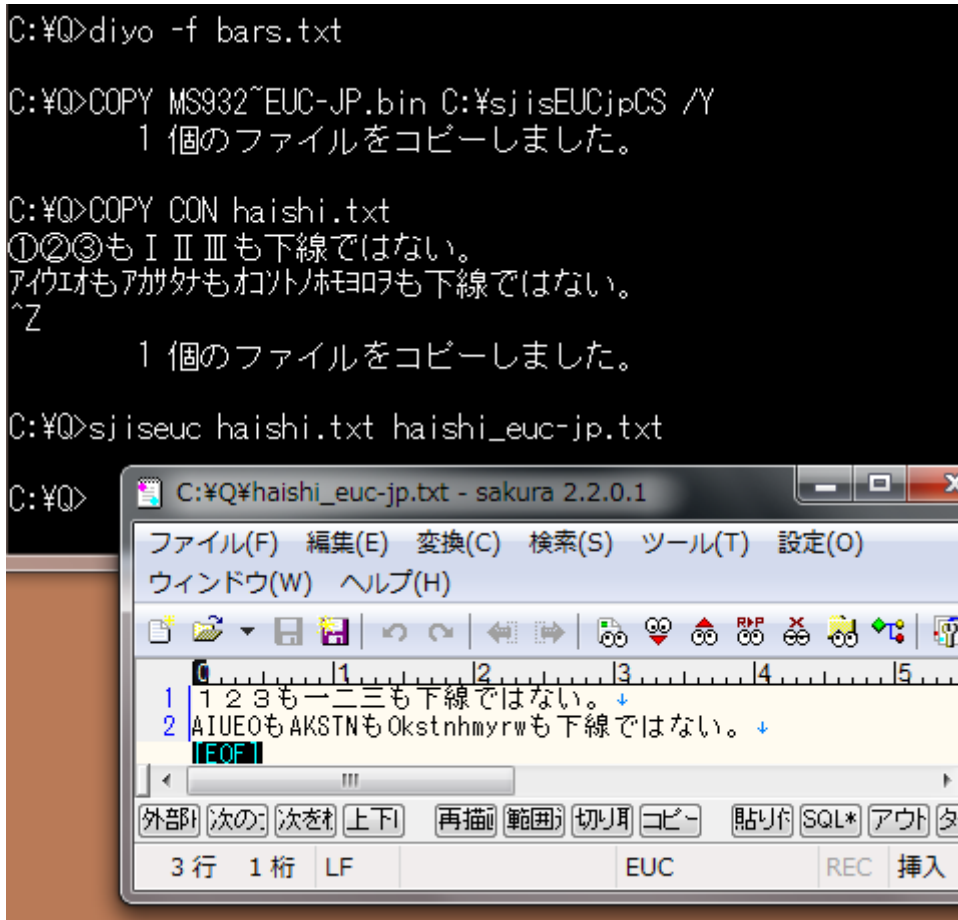 C:¥Q>diyo -f bars.txt
C:¥Q>COPY MS932~EUC-JP.bin C:¥sjisEUCjpCS /Y
1 個のファイルをコピーしました。
C:¥Q>COPY CON haishi.txt
①②③もⅠⅡⅢも下線ではない。
アイウエオもアカサタナもオコソトノホモヨロヲも下線ではない。
^Z
1 個のファイルをコピーしました。
C:¥Q>sjiseuc haishi.txt haishi_euc-jp.txt
C:¥Q>
C:¥Q¥haishi_euc-jp.txt - sakura 2.2.0.1
ファイル(F) 編集(E) 変換(C) 検索(S) ツール(T) 設定(O)
ウィンドウ(W) ヘルプ(H)
0 1 2 3 4 5
1 １２３も一二三も下線ではない。↓
2 AIUEOもAKSTNもOkstnhmyrwも下線ではない。↓
[EOF]
外部 次の 次を 上下 再描 範囲 切り コピー 貼り SQL* アウト タ
3 行 1 桁 LF EUC REC 挿入